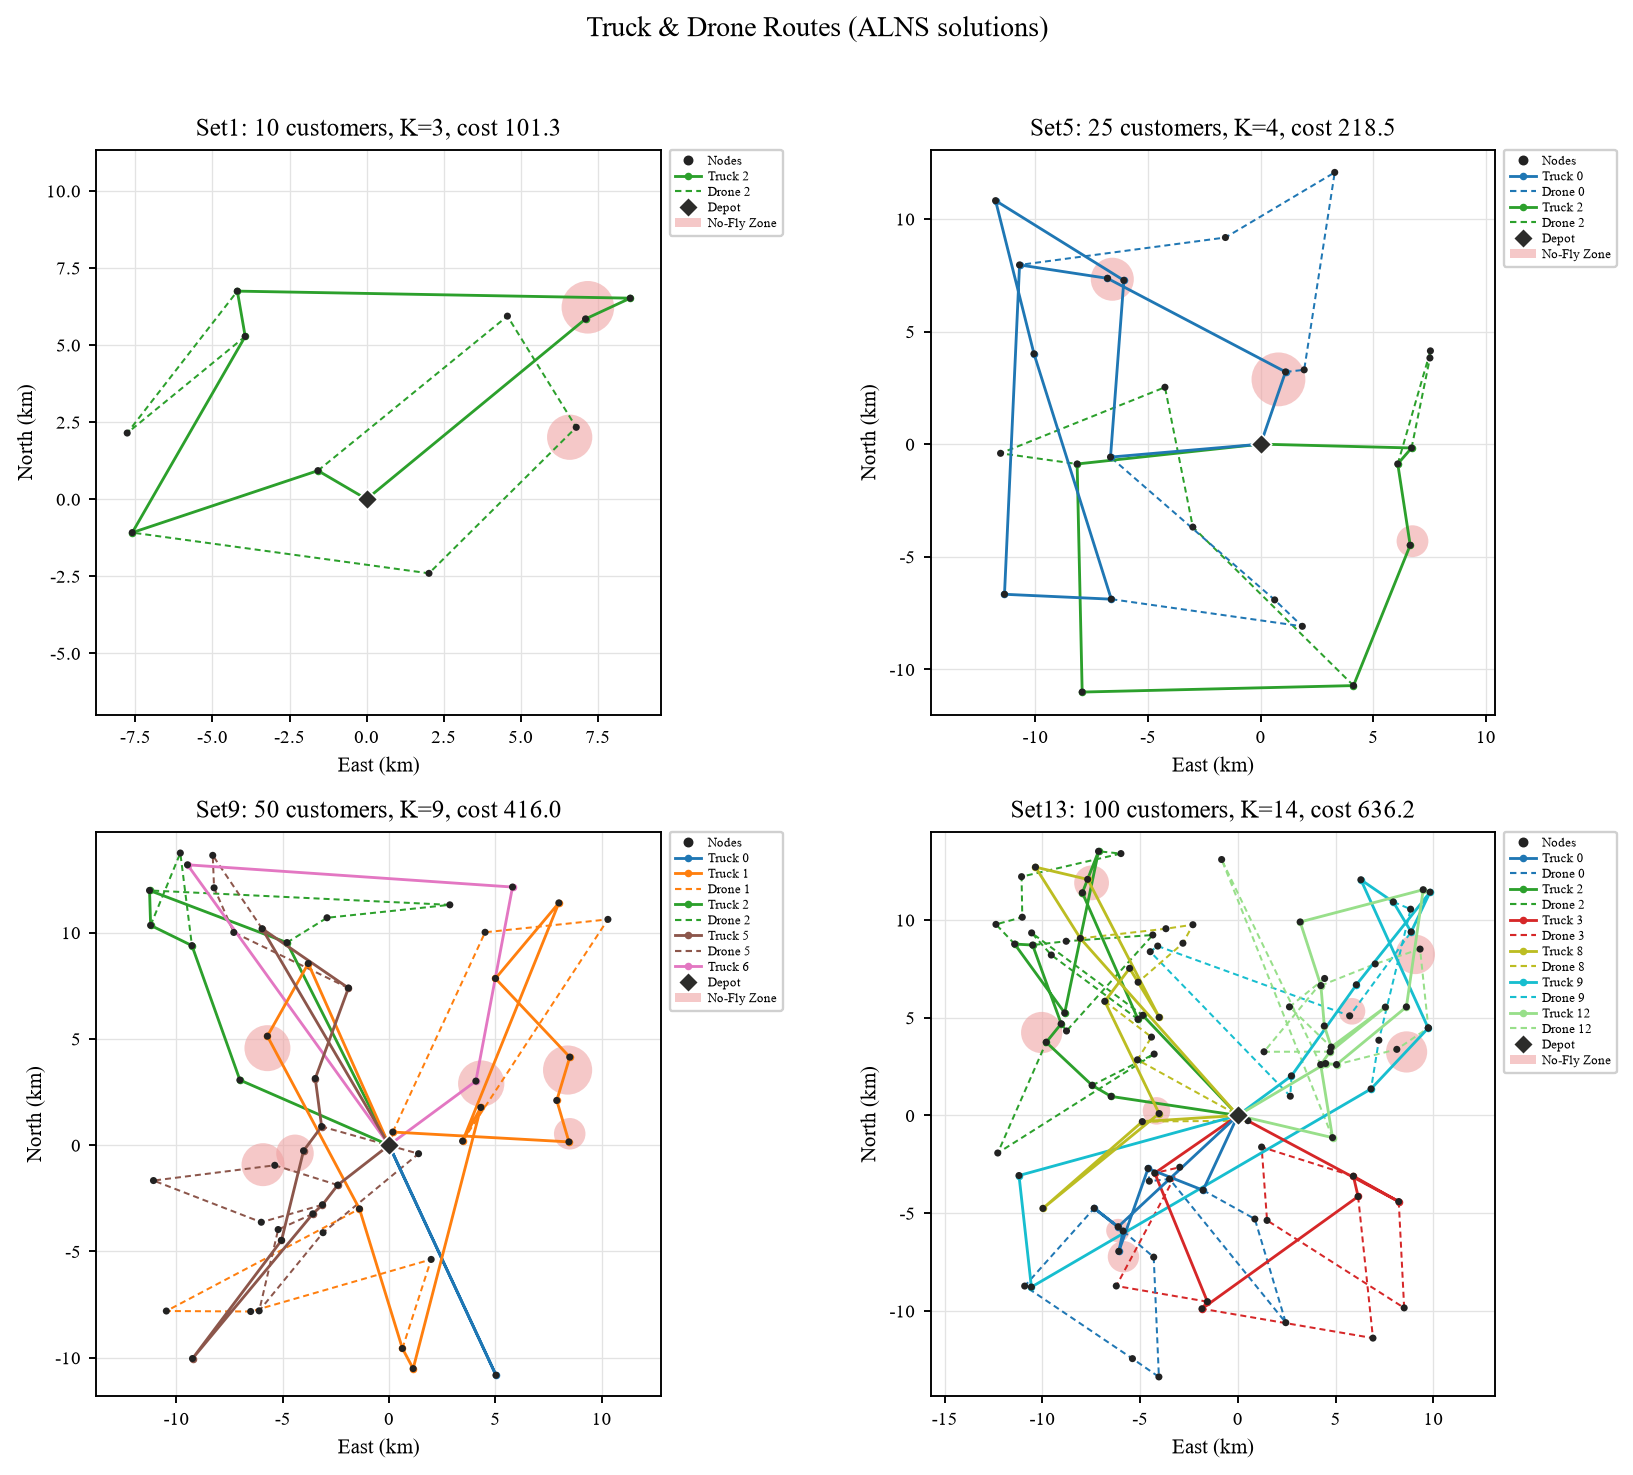 Truck & Drone Routes (ALNS solutions)
Set1: 10 customers, K=3, cost 101.3
10.0
7.5
5.0
2.5
0.0
-2.5
-5.0
North (km)
-7.5
-5.0
-2.5
0.0
2.5
5.0
7.5
East (km)
Nodes
Truck 2
Drone 2
Depot
No-Fly Zone
Set5: 25 customers, K=4, cost 218.5
10
5
0
-5
-10
North (km)
-10
-5
0
5
10
East (km)
Nodes
Truck 0
Drone 0
Truck 2
Drone 2
Depot
No-Fly Zone
Set9: 50 customers, K=9, cost 416.0
10
5
0
-5
-10
North (km)
-10
-5
0
5
10
East (km)
Nodes
Truck 0
Truck 1
Drone 1
Truck 2
Drone 2
Truck 5
Drone 5
Truck 6
Depot
No-Fly Zone
Set13: 100 customers, K=14, cost 636.2
10
5
0
-5
-10
North (km)
-15
-10
-5
0
5
10
East (km)
Nodes
Truck 0
Drone 0
Truck 2
Drone 2
Truck 3
Drone 3
Truck 8
Drone 8
Truck 9
Drone 9
Truck 12
Drone 12
Depot
No-Fly Zone